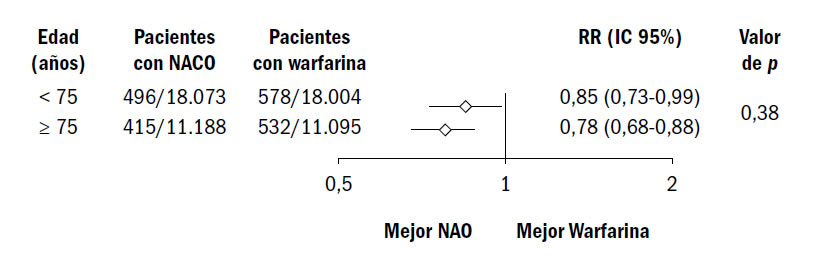 Edad Pacientes Pacientes RR (IC 95%) Valor
(años) con NACO con warfarina de p
< 75 496/18.073 578/18.004 0,85 (0,73-0,99)
≥ 75 415/11.188 532/11.095 0,78 (0,68-0,88)
0,38
0,5 1 2
Mejor NAO Mejor Warfarina